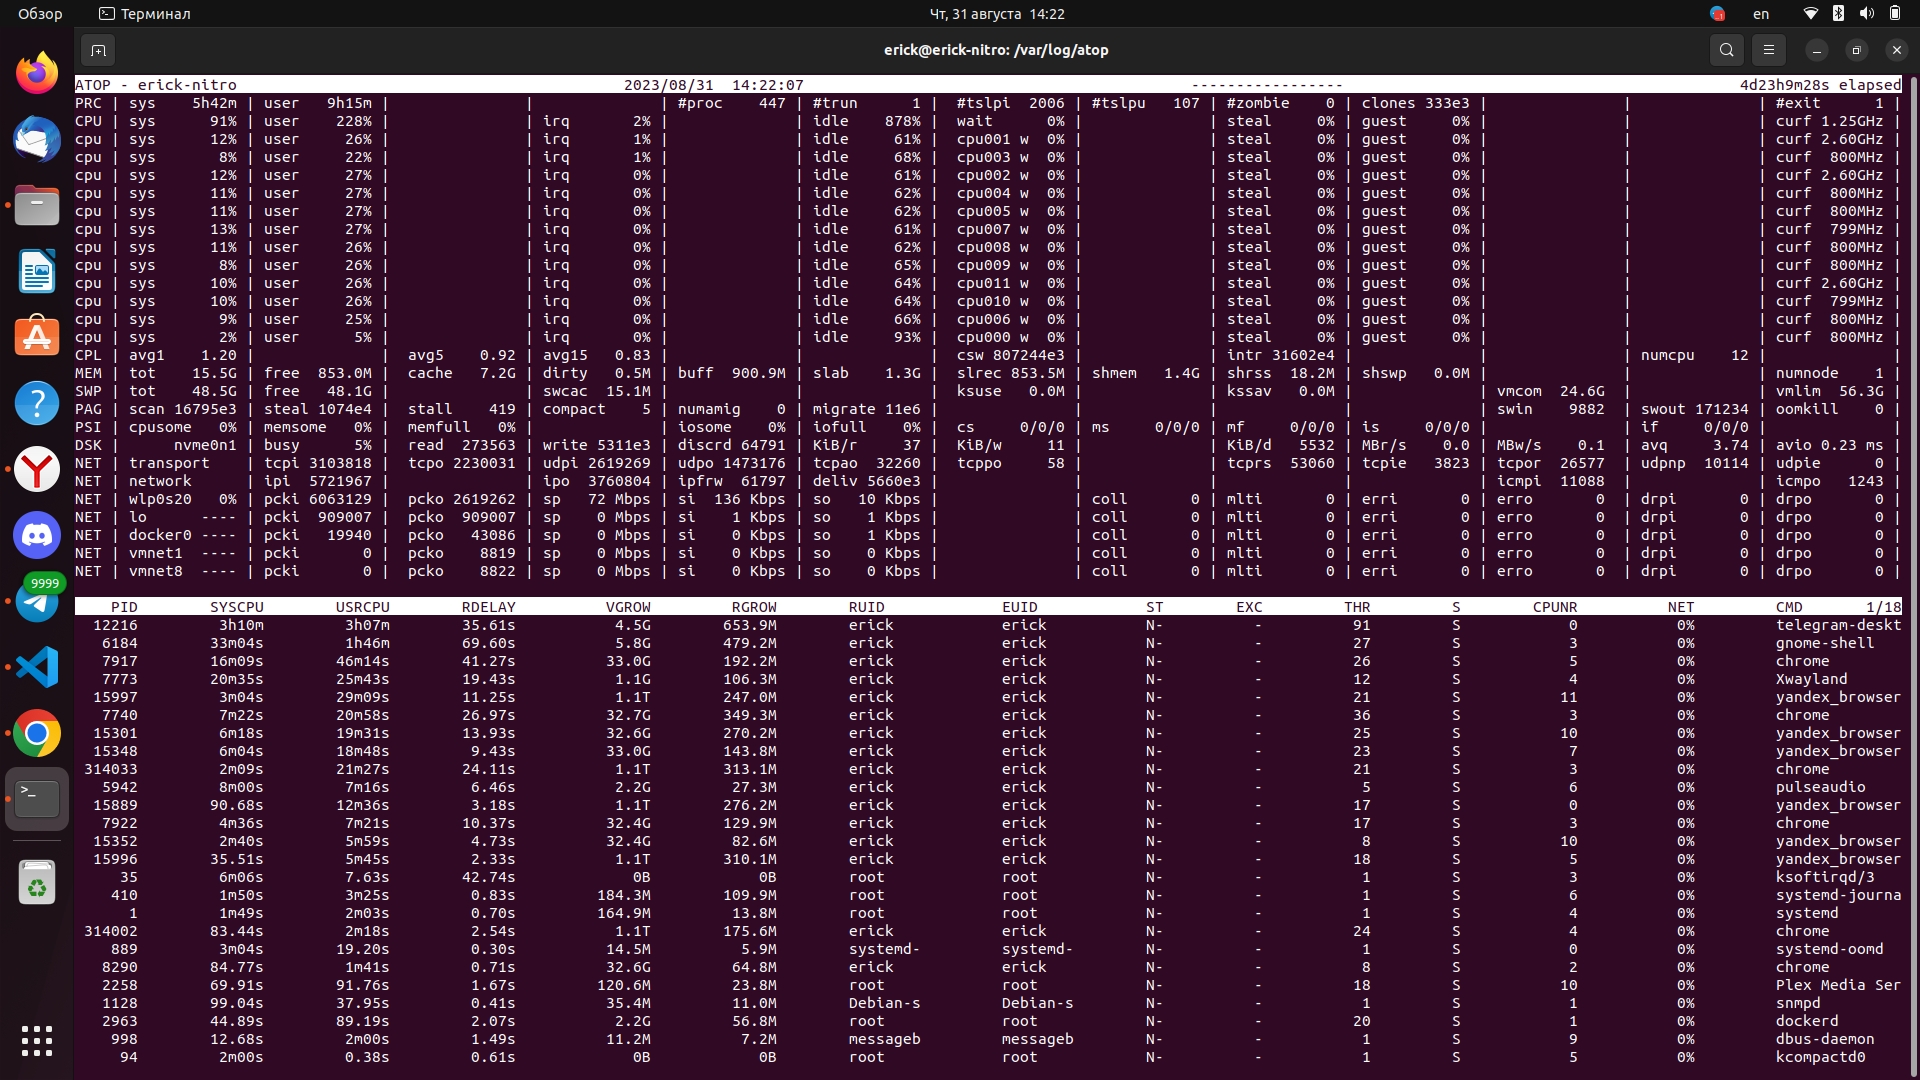 Обзор Терминал Чт, 31 августа 14:22 en
erick@erick-nitro: /var/log/atop
ATOP - erick-nitro 2023/08/31 14:22:07 ----------------- 4d23h9m28s elapsed
PRC | sys 5h42m | user 9h15m | | | #proc 447 | #trun 1 | #tslpi 2006 | #tslpu 107 | #zombie 0 | clones 333e3 | | | #exit 1 |
CPU | sys 91% | user 228% | | irq 2% | | idle 878% | wait 0% | | steal 0% | guest 0% | | | curf 1.25GHz |
cpu | sys 12% | user 26% | | irq 1% | | idle 61% | cpu001 w 0% | | steal 0% | guest 0% | | | curf 2.60GHz |
cpu | sys 8% | user 22% | | irq 1% | | idle 68% | cpu003 w 0% | | steal 0% | guest 0% | | | curf 800MHz |
cpu | sys 12% | user 27% | | irq 0% | | idle 61% | cpu002 w 0% | | steal 0% | guest 0% | | | curf 2.60GHz |
cpu | sys 11% | user 27% | | irq 0% | | idle 62% | cpu004 w 0% | | steal 0% | guest 0% | | | curf 800MHz |
cpu | sys 11% | user 27% | | irq 0% | | idle 62% | cpu005 w 0% | | steal 0% | guest 0% | | | curf 800MHz |
cpu | sys 13% | user 27% | | irq 0% | | idle 61% | cpu007 w 0% | | steal 0% | guest 0% | | | curf 799MHz |
cpu | sys 11% | user 26% | | irq 0% | | idle 62% | cpu008 w 0% | | steal 0% | guest 0% | | | curf 800MHz |
cpu | sys 8% | user 26% | | irq 0% | | idle 65% | cpu009 w 0% | | steal 0% | guest 0% | | | curf 800MHz |
cpu | sys 10% | user 26% | | irq 0% | | idle 64% | cpu011 w 0% | | steal 0% | guest 0% | | | curf 2.60GHz |
cpu | sys 10% | user 26% | | irq 0% | | idle 64% | cpu010 w 0% | | steal 0% | guest 0% | | | curf 799MHz |
cpu | sys 9% | user 25% | | irq 0% | | idle 66% | cpu006 w 0% | | steal 0% | guest 0% | | | curf 800MHz |
cpu | sys 2% | user 5% | | irq 0% | | idle 93% | cpu000 w 0% | | steal 0% | guest 0% | | | curf 800MHz |
CPL | avg1 1.20 | | avg5 0.92 | avg15 0.83 | | | csw 807244e3 | | intr 31602e4 | | | numcpu 12 | |
MEM | tot 15.5G | free 853.0M | cache 7.2G | dirty 0.5M | buff 900.9M | slab 1.3G | slrec 853.5M | shmem 1.4G | shrss 18.2M | shswp 0.0M | | | numnode 1 |
SWP | tot 48.5G | free 48.1G | | swcac 15.1M | | | ksuse 0.0M | | kssav 0.0M | | vmcom 24.6G | | vmlim 56.3G |
PAG | scan 16795e3 | steal 1074e4 | stall 419 | compact 5 | numamig 0 | migrate 11e6 | | | | | swin 9882 | swout 171234 | oomkill 0 |
PSI | cpusome 0% | memsome 0% | memfull 0% | | iosome 0% | iofull 0% | cs 0/0/0 | ms 0/0/0 | mf 0/0/0 | is 0/0/0 | | if 0/0/0 | |
DSK | nvme0n1 | busy 5% | read 273563 | write 5311e3 | discrd 64791 | KiB/r 37 | KiB/w 11 | | KiB/d 5532 | MBr/s 0.0 | MBw/s 0.1 | avq 3.74 | avio 0.23 ms |
NET | transport | tcpi 3103818 | tcpo 2230031 | udpi 2619269 | udpo 1473176 | tcpao 32260 | tcppo 58 | | tcprs 53060 | tcpie 3823 | tcpor 26577 | udpnp 10114 | udpie 0 |
NET | network | ipi 5721967 | | ipo 3760804 | ipfrw 61797 | deliv 5660e3 | | | | | icmpi 11088 | | icmpo 1243 |
NET | wlp0s20 0% | pcki 6063129 | pcko 2619262 | sp 72 Mbps | si 136 Kbps | so 10 Kbps | | coll 0 | mlti 0 | erri 0 | erro 0 | drpi 0 | drpo 0 |
NET | lo ---- | pcki 909007 | pcko 909007 | sp 0 Mbps | si 1 Kbps | so 1 Kbps | | coll 0 | mlti 0 | erri 0 | erro 0 | drpi 0 | drpo 0 |
NET | docker0 ---- | pcki 19940 | pcko 43086 | sp 0 Mbps | si 0 Kbps | so 1 Kbps | | coll 0 | mlti 0 | erri 0 | erro 0 | drpi 0 | drpo 0 |
NET | vmnet1 ---- | pcki 0 | pcko 8819 | sp 0 Mbps | si 0 Kbps | so 0 Kbps | | coll 0 | mlti 0 | erri 0 | erro 0 | drpi 0 | drpo 0 |
NET | vmnet8 ---- | pcki 0 | pcko 8822 | sp 0 Mbps | si 0 Kbps | so 0 Kbps | | coll 0 | mlti 0 | erri 0 | erro 0 | drpi 0 | drpo 0 |
9999
PID SYSCPU USRCPU RDELAY VGROW RGROW RUID EUID ST EXC THR S CPUNR NET CMD 1/18
12216 3h10m 3h07m 35.61s 4.5G 653.9M erick erick N- - 91 S 0 0% telegram-deskt
6184 33m04s 1h46m 69.60s 5.8G 479.2M erick erick N- - 27 S 3 0% gnome-shell
7917 16m09s 46m14s 41.27s 33.0G 192.2M erick erick N- - 26 S 5 0% chrome
7773 20m35s 25m43s 19.43s 1.1G 106.3M erick erick N- - 12 S 4 0% Xwayland
15997 3m04s 29m09s 11.25s 1.1T 247.0M erick erick N- - 21 S 11 0% yandex_browser
7740 7m22s 20m58s 26.97s 32.7G 349.3M erick erick N- - 36 S 3 0% chrome
15301 6m18s 19m31s 13.93s 32.6G 270.2M erick erick N- - 25 S 10 0% yandex_browser
15348 6m04s 18m48s 9.43s 33.0G 143.8M erick erick N- - 23 S 7 0% yandex_browser
314033 2m09s 21m27s 24.11s 1.1T 313.1M erick erick N- - 21 S 3 0% chrome
5942 8m00s 7m16s 6.46s 2.2G 27.3M erick erick N- - 5 S 6 0% pulseaudio
15889 90.68s 12m36s 3.18s 1.1T 276.2M erick erick N- - 17 S 0 0% yandex_browser
7922 4m36s 7m21s 10.37s 32.4G 129.9M erick erick N- - 17 S 3 0% chrome
15352 2m40s 5m59s 4.73s 32.4G 82.6M erick erick N- - 8 S 10 0% yandex_browser
15996 35.51s 5m45s 2.33s 1.1T 310.1M erick erick N- - 18 S 5 0% yandex_browser
35 6m06s 7.63s 42.74s 0B 0B root root N- - 1 S 3 0% ksoftirqd/3
410 1m50s 3m25s 0.83s 184.3M 109.9M root root N- - 1 S 6 0% systemd-journa
1 1m49s 2m03s 0.70s 164.9M 13.8M root root N- - 1 S 4 0% systemd
314002 83.44s 2m18s 2.54s 1.1T 175.6M erick erick N- - 24 S 4 0% chrome
889 3m04s 19.20s 0.30s 14.5M 5.9M systemd- systemd- N- - 1 S 0 0% systemd-oomd
8290 84.77s 1m41s 0.71s 32.6G 64.8M erick erick N- - 8 S 2 0% chrome
2258 69.91s 91.76s 1.67s 120.6M 23.8M root root N- - 18 S 10 0% Plex Media Ser
1128 99.04s 37.95s 0.41s 35.4M 11.0M Debian-s Debian-s N- - 1 S 1 0% snmpd
2963 44.89s 89.19s 2.07s 2.2G 56.8M root root N- - 20 S 1 0% dockerd
998 12.68s 2m00s 1.49s 11.2M 7.2M messageb messageb N- - 1 S 9 0% dbus-daemon
94 2m00s 0.38s 0.61s 0B 0B root root N- - 1 S 5 0% kcompactd0